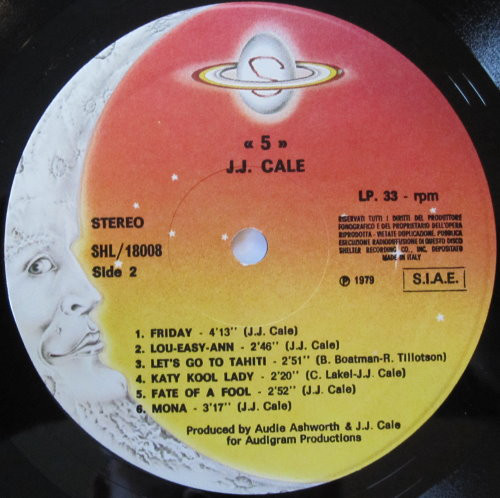 S
« 5 »
J.J. CALE
LP. 33 - rpm
STEREO
SHL/18008
Side 2
RISERVATI TUTTI I DIRITTI DEL PRODUTTORE
FONOGRAFICO E DEL PROPRIETARIO DELL'OPERA
RIPRODOTTA - VIETATE DUPLICAZIONE, PUBBLICA
ESECUZIONE RADIODIFFUSIONE DI QUESTO DISCO
SHELTER RECORDING CO., INC. DEPOSITATO
MADE IN ITALY
℗ 1979
S.I.A.E.
1. FRIDAY - 4'13'' (J.J. Cale)
2. LOU-EASY-ANN - 2'46'' (J.J. Cale)
3. LET'S GO TO TAHITI - 2'51'' (B. Boatman-R. Tillotson)
4. KATY KOOL LADY - 2'20'' (C. Lakel-J.J. Cale)
5. FATE OF A FOOL - 2'52'' (J.J. Cale)
6. MONA - 3'17'' (J.J. Cale)
Produced by Audie Ashworth & J.J. Cale
for Audigram Productions